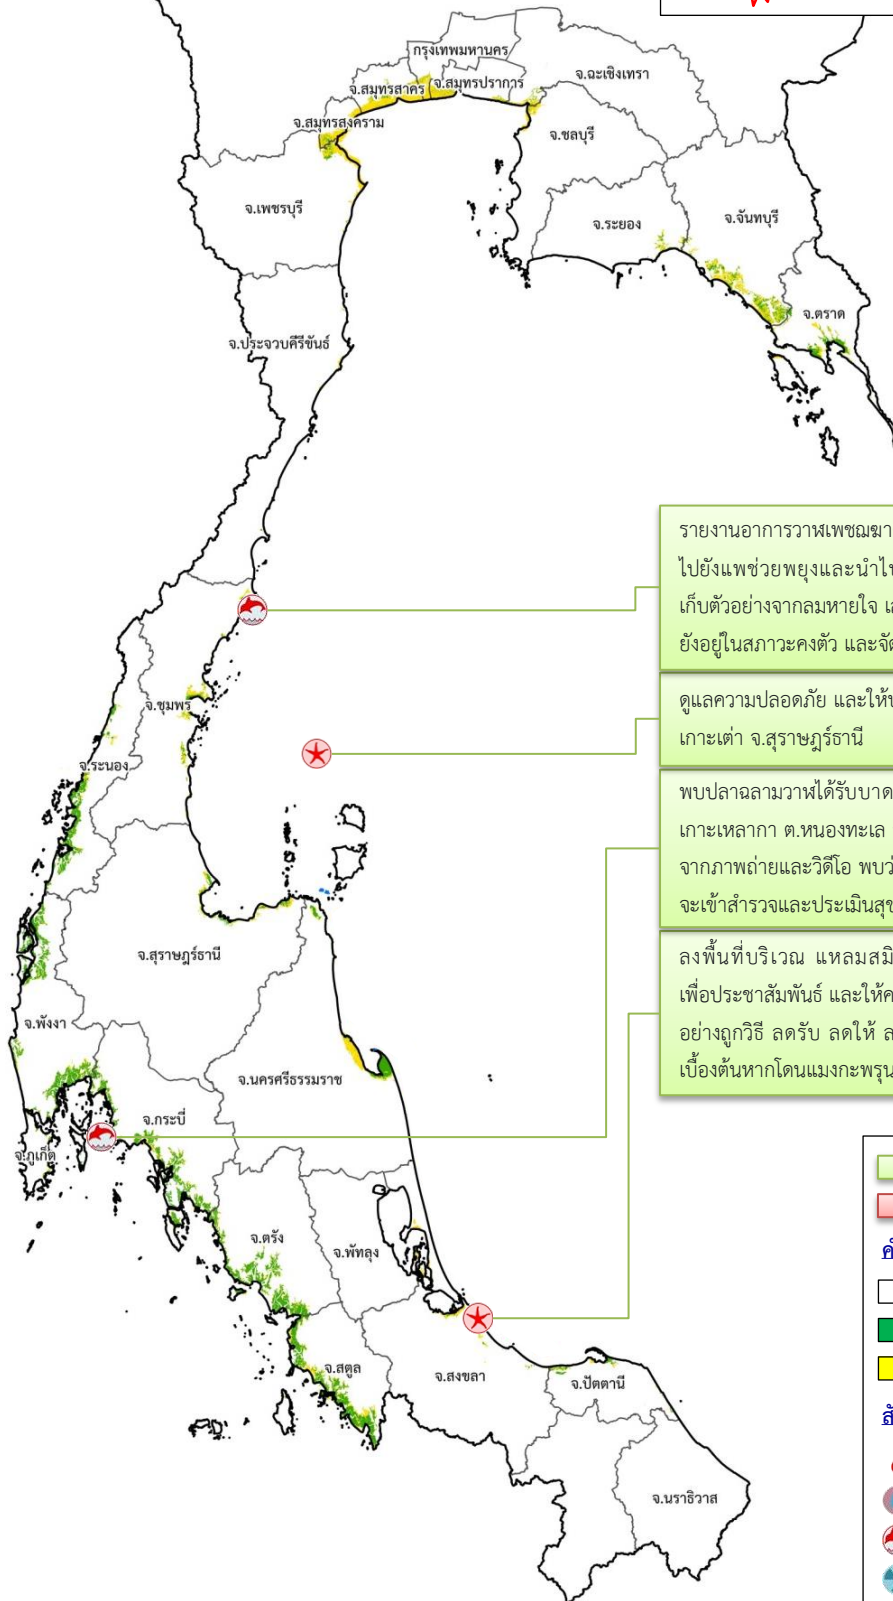 กรุงเทพมหานคร
จ.ฉะเชิงเทรา
จ.สมุทรสาคร
จ.สมุทรปราการ
จ.สมุทรสงคราม
จ.ชลบุรี
จ.เพชรบุรี
จ.ระยอง
จ.จันทบุรี
จ.ตราด
จ.ประจวบคีรีขันธ์
รายงานอาการวาฬเพชฌฆา
ไปยังแพช่วยพยุงและนำไป
เก็บตัวอย่างจากลมหายใจ
ยังอยู่ในสภาวะคงตัว และจัด
จ.ชุมพร
ดูแลความปลอดภัย และให้
เกาะเต่า จ.สุราษฎร์ธานี
จ.ระนอง
พบปลาฉลามวาฬได้รับบาด
เกาะเหลากา ต.หนองทะเล
จากภาพถ่ายและวิดีโอ พบว่
จะเข้าสำรวจและประเมินสุข
จ.สุราษฎร์ธานี
ลงพื้นที่บริเวณ แหลมสมิ
เพื่อประชาสัมพันธ์ และให้ค
อย่างถูกวิธี ลดรับ ลดให้ ล
เบื้องต้นหากโดนแมงกะพรุน
จ.พังงา
จ.นครศรีธรรมราช
จ.กระบี่
จ.ภูเก็ต
จ.ตรัง
จ.พัทลุง
จ.สตูล
จ.สงขลา
จ.ปัตตานี
จ.นราธิวาส